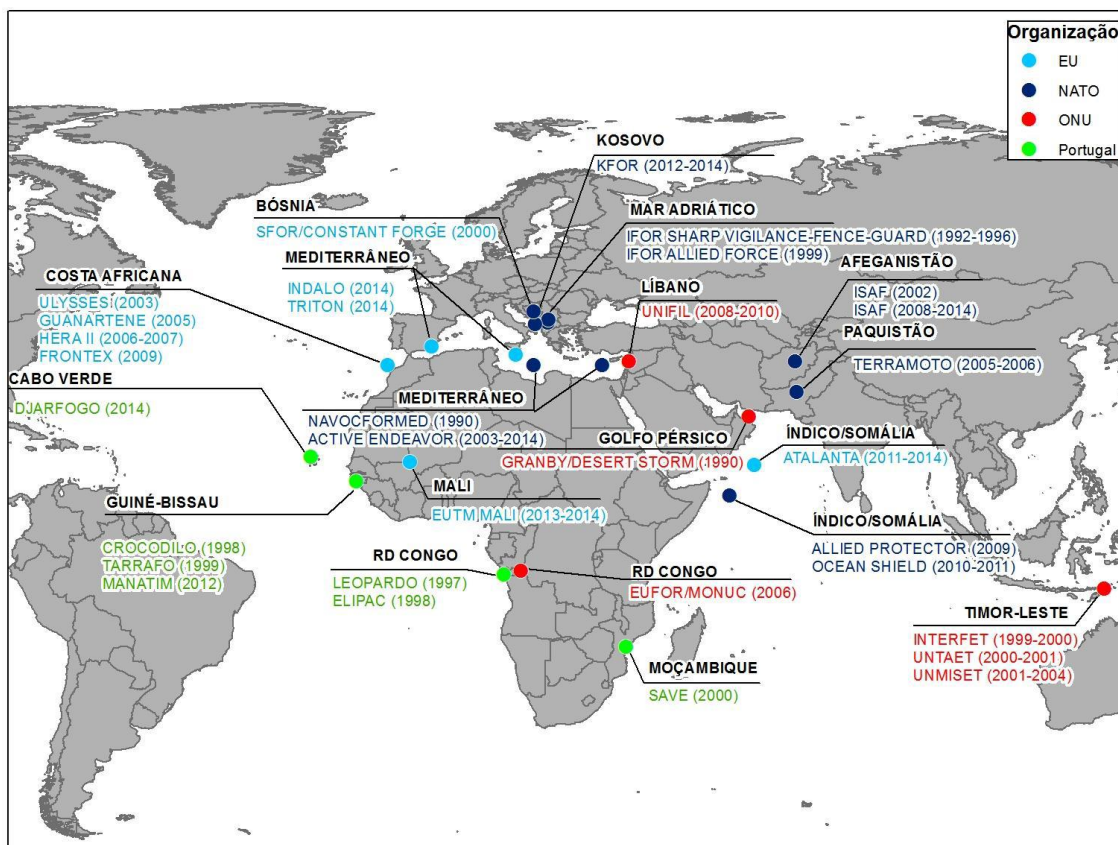 Organização
EU
NATO
ONU
Portugal
KOSOVO
KFOR (2012-2014)
BÓSNIA
SFOR/CONSTANT FORGE (2000)
MAR ADRIÁTICO
IFOR SHARP VIGILANCE-FENCE-GUARD (1992-1996)
IFOR ALLIED FORCE (1999)
MEDITERRÂNEO
INDALO (2014)
TRITON (2014)
AFEGANISTÃO
ISAF (2002)
ISAF (2008-2014)
COSTA AFRICANA
ULYSSES (2003)
GUANARTENE (2005)
HERA II (2006-2007)
FRONTEX (2009)
LÍBANO
UNIFIL (2008-2010)
PAQUISTÃO
TERRAMOTO (2005-2006)
CABO VERDE
DJARFOGO (2014)
MEDITERRÂNEO
NAVOCFORMED (1990)
ACTIVE ENDEAVOR (2003-2014)
GOLFO PÉRSICO
GRANBY/DESERT STORM (1990)
ÍNDICO/SOMÁLIA
ATALANTA (2011-2014)
MALI
EUTM MALI (2013-2014)
GUINÉ-BISSAU
CROCODILO (1998)
TARRAFO (1999)
MANATIM (2012)
ÍNDICO/SOMÁLIA
ALLIED PROTECTOR (2009)
OCEAN SHIELD (2010-2011)
RD CONGO
LEOPARDO (1997)
ELIPAC (1998)
RD CONGO
EUFOR/MONUC (2006)
TIMOR-LESTE
INTERFET (1999-2000)
UNTAET (2000-2001)
UNMISET (2001-2004)
MOÇAMBIQUE
SAVE (2000)